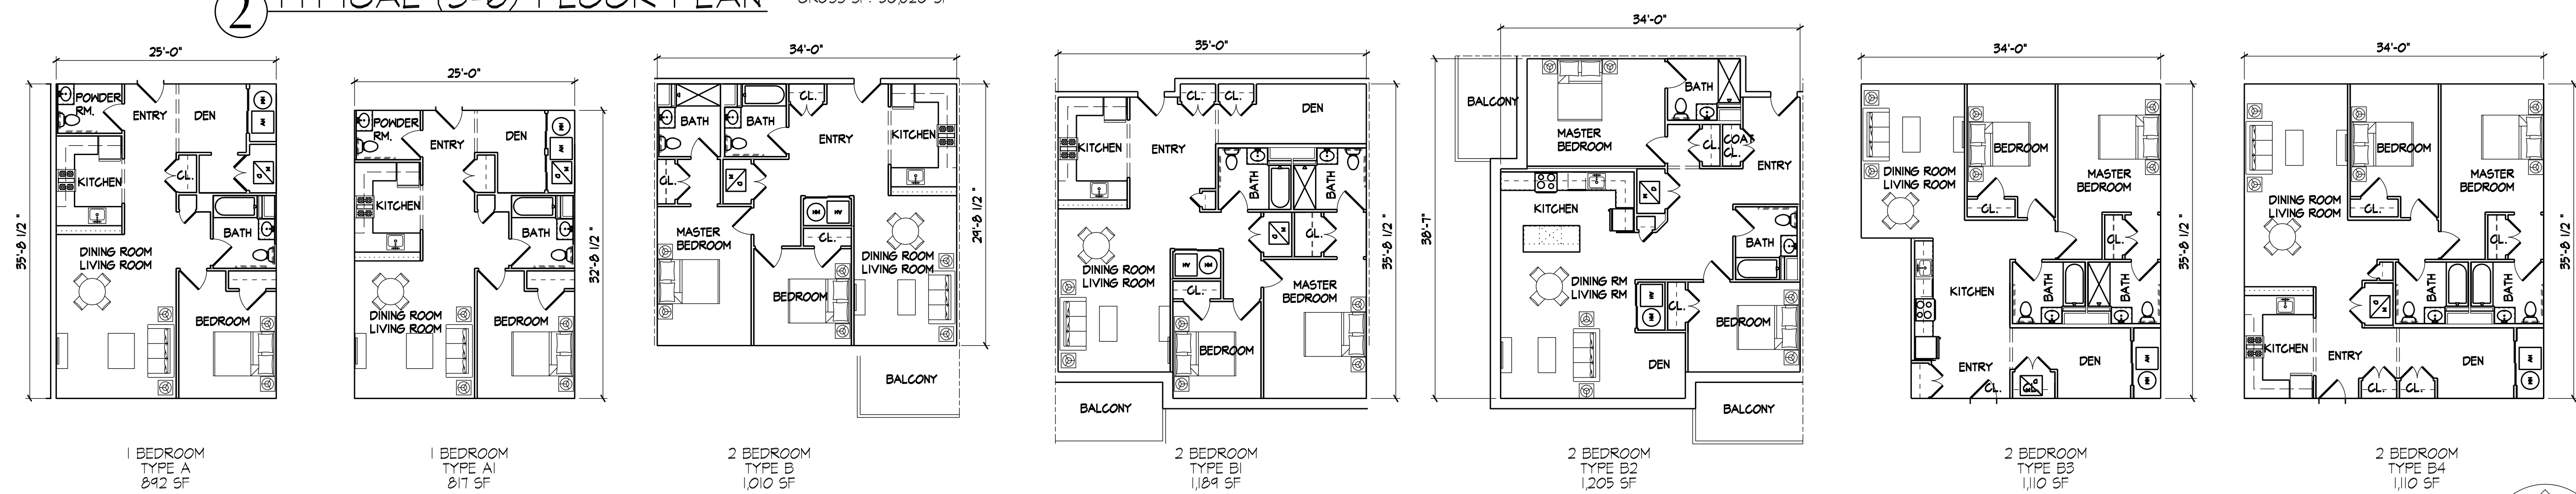 2 TYPICAL (3-8) FLOOR PLAN
25'-0"
35'-8 1/2 "
POWDER
RM.
ENTRY
DEN
KITCHEN
CL.
BATH
DINING ROOM
LIVING ROOM
BEDROOM
1 BEDROOM
TYPE A
892 SF
25'-0"
32'-8 1/2 "
POWDER
RM.
ENTRY
DEN
KITCHEN
BATH
DINING ROOM
LIVING ROOM
BEDROOM
1 BEDROOM
TYPE A1
817 SF
34'-0"
29'-8 1/2 "
BATH
BATH
CL.
ENTRY
KITCHEN
CL.
MASTER
BEDROOM
CL.
DINING ROOM
LIVING ROOM
BEDROOM
BALCONY
2 BEDROOM
TYPE B
1,010 SF
35'-0"
35'-8 1/2 "
CL.
CL.
DEN
KITCHEN
ENTRY
BATH
BATH
CL.
DINING ROOM
LIVING ROOM
CL.
MASTER
BEDROOM
BEDROOM
BALCONY
2 BEDROOM
TYPE B1
1,189 SF
34'-0"
38'-7"
BALCONY
BATH
MASTER
BEDROOM
CL.
COAT
CL.
ENTRY
KITCHEN
BATH
DINING RM
LIVING RM
CL.
BEDROOM
DEN
BALCONY
2 BEDROOM
TYPE B2
1,205 SF
34'-0"
35'-8 1/2 "
BEDROOM
DINING ROOM
LIVING ROOM
MASTER
BEDROOM
CL.
CL.
KITCHEN
BATH
BATH
ENTRY
CL.
DEN
2 BEDROOM
TYPE B3
1,110 SF
34'-0"
35'-8 1/2 "
BEDROOM
MASTER
BEDROOM
DINING ROOM
LIVING ROOM
CL.
CL.
BATH
BATH
KITCHEN
ENTRY
DEN
CL.
CL.
2 BEDROOM
TYPE B4
1,110 SF